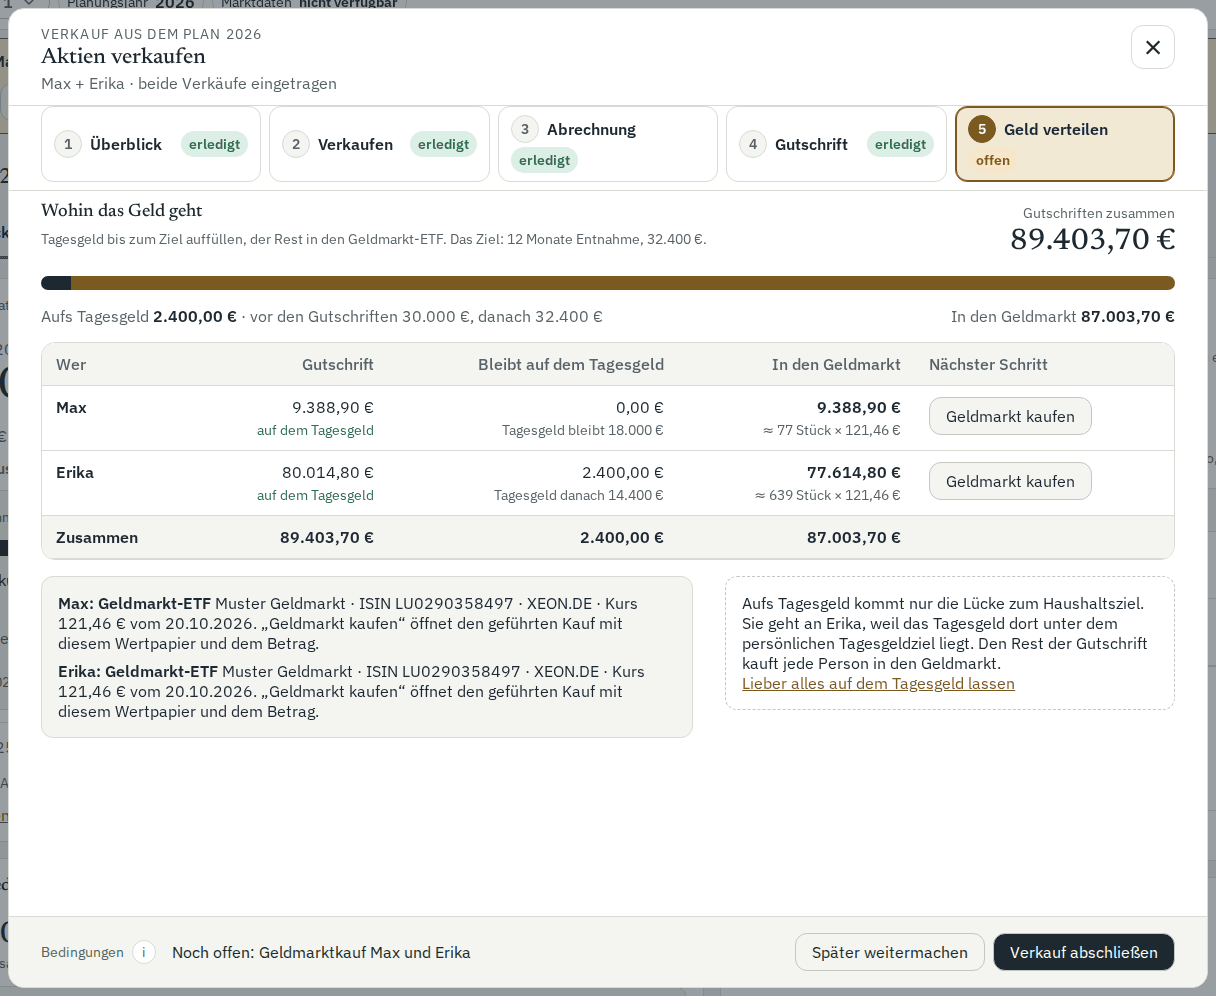 Planungsjahr 2026
Marktdaten nicht verfügbar
VERKAUF AUS DEM PLAN 2026
Aktien verkaufen
Max + Erika · beide Verkäufe eingetragen
1 Überblick erledigt
2 Verkaufen erledigt
3 Abrechnung
erledigt
4 Gutschrift erledigt
5 Geld verteilen
offen
Wohin das Geld geht
Tagesgeld bis zum Ziel auffüllen, der Rest in den Geldmarkt-ETF. Das Ziel: 12 Monate Entnahme, 32.400 €.
Gutschriften zusammen
89.403,70 €
Aufs Tagesgeld 2.400,00 € · vor den Gutschriften 30.000 €, danach 32.400 €
In den Geldmarkt 87.003,70 €
Wer Gutschrift Bleibt auf dem Tagesgeld In den Geldmarkt Nächster Schritt
Max 9.388,90 € 0,00 € 9.388,90 € Geldmarkt kaufen
auf dem Tagesgeld Tagesgeld bleibt 18.000 € ≈ 77 Stück × 121,46 €
Erika 80.014,80 € 2.400,00 € 77.614,80 € Geldmarkt kaufen
auf dem Tagesgeld Tagesgeld danach 14.400 € ≈ 639 Stück × 121,46 €
Zusammen 89.403,70 € 2.400,00 € 87.003,70 €
Max: Geldmarkt-ETF Muster Geldmarkt · ISIN LU0290358497 · XEON.DE · Kurs
121,46 € vom 20.10.2026. „Geldmarkt kaufen“ öffnet den geführten Kauf mit
diesem Wertpapier und dem Betrag.
Erika: Geldmarkt-ETF Muster Geldmarkt · ISIN LU0290358497 · XEON.DE · Kurs
121,46 € vom 20.10.2026. „Geldmarkt kaufen“ öffnet den geführten Kauf mit
diesem Wertpapier und dem Betrag.
Aufs Tagesgeld kommt nur die Lücke zum Haushaltsziel.
Sie geht an Erika, weil das Tagesgeld dort unter dem
persönlichen Tagesgeldziel liegt. Den Rest der Gutschrift
kauft jede Person in den Geldmarkt.
Lieber alles auf dem Tagesgeld lassen
Bedingungen i Noch offen: Geldmarktkauf Max und Erika
Später weitermachen
Verkauf abschließen